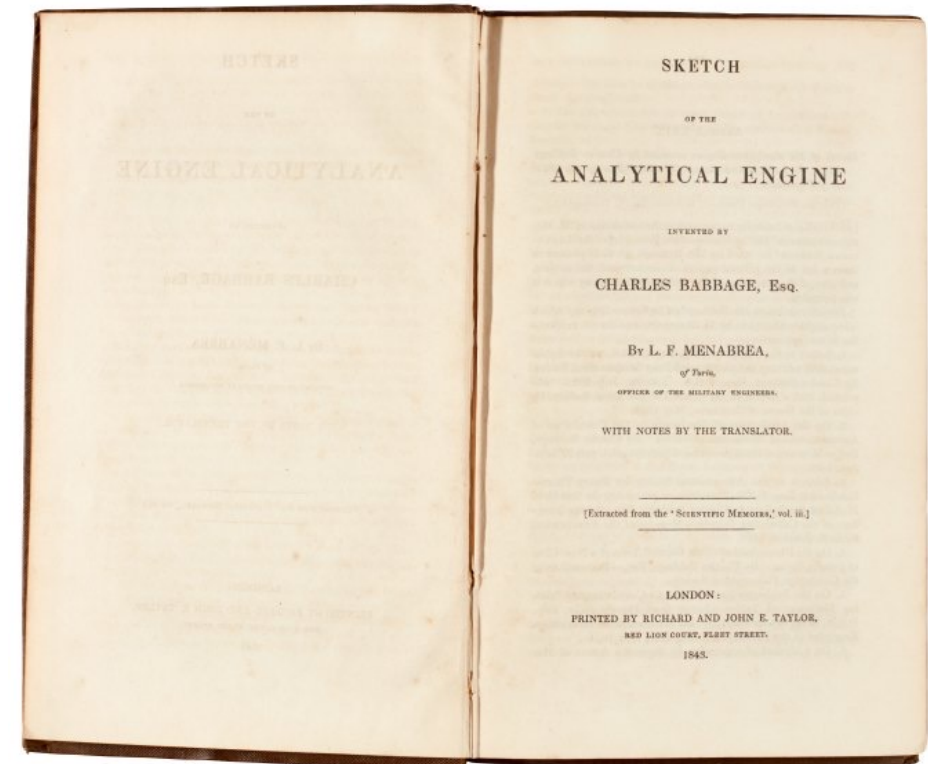 SKETCH
OF THE
ANALYTICAL ENGINE
INVENTED BY
CHARLES BABBAGE, Esq.
By L. F. MENABREA,
of Turin,
OFFICER OF THE MILITARY ENGINEERS.
WITH NOTES BY THE TRANSLATOR.
[Extracted from the ‘Scientific Memoirs,’ vol. iii.]
LONDON:
PRINTED BY RICHARD AND JOHN E. TAYLOR,
RED LION COURT, FLEET STREET.
1843.